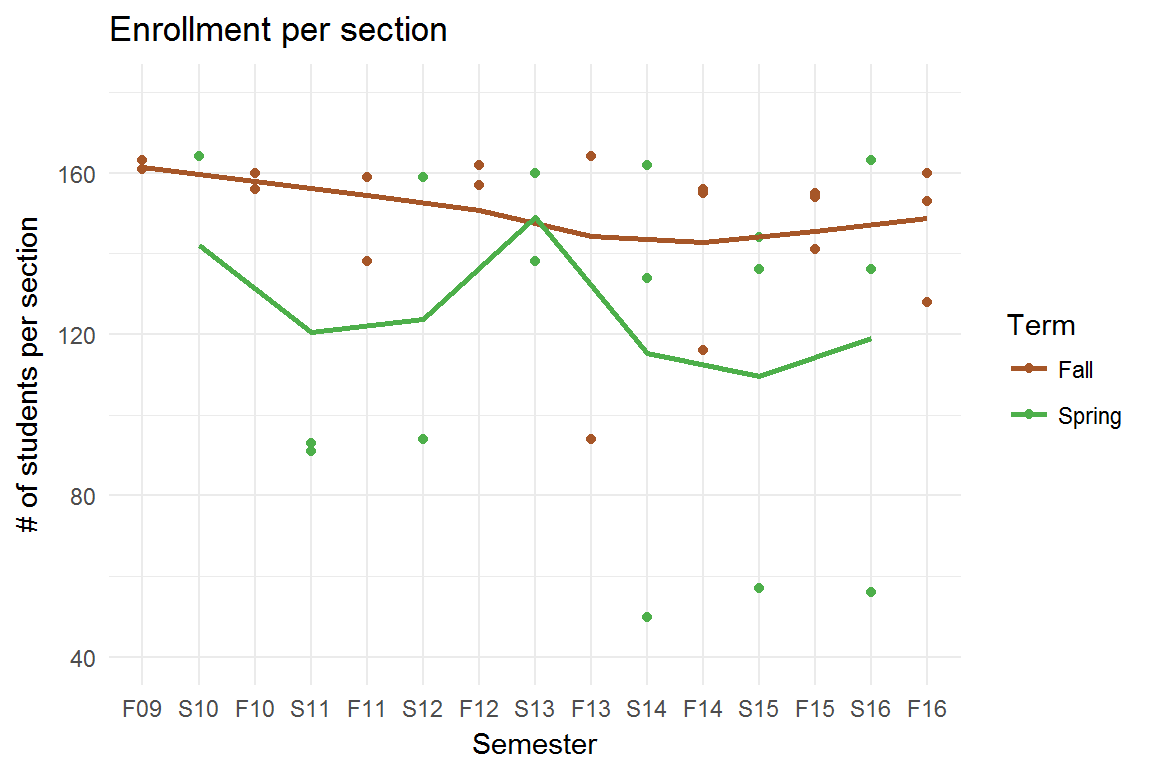 Enrollment per section
# of students per section
160
120
80
40
F09 S10 F10 S11 F11 S12 F12 S13 F13 S14 F14 S15 F15 S16 F16
Semester
Term
Fall
Spring